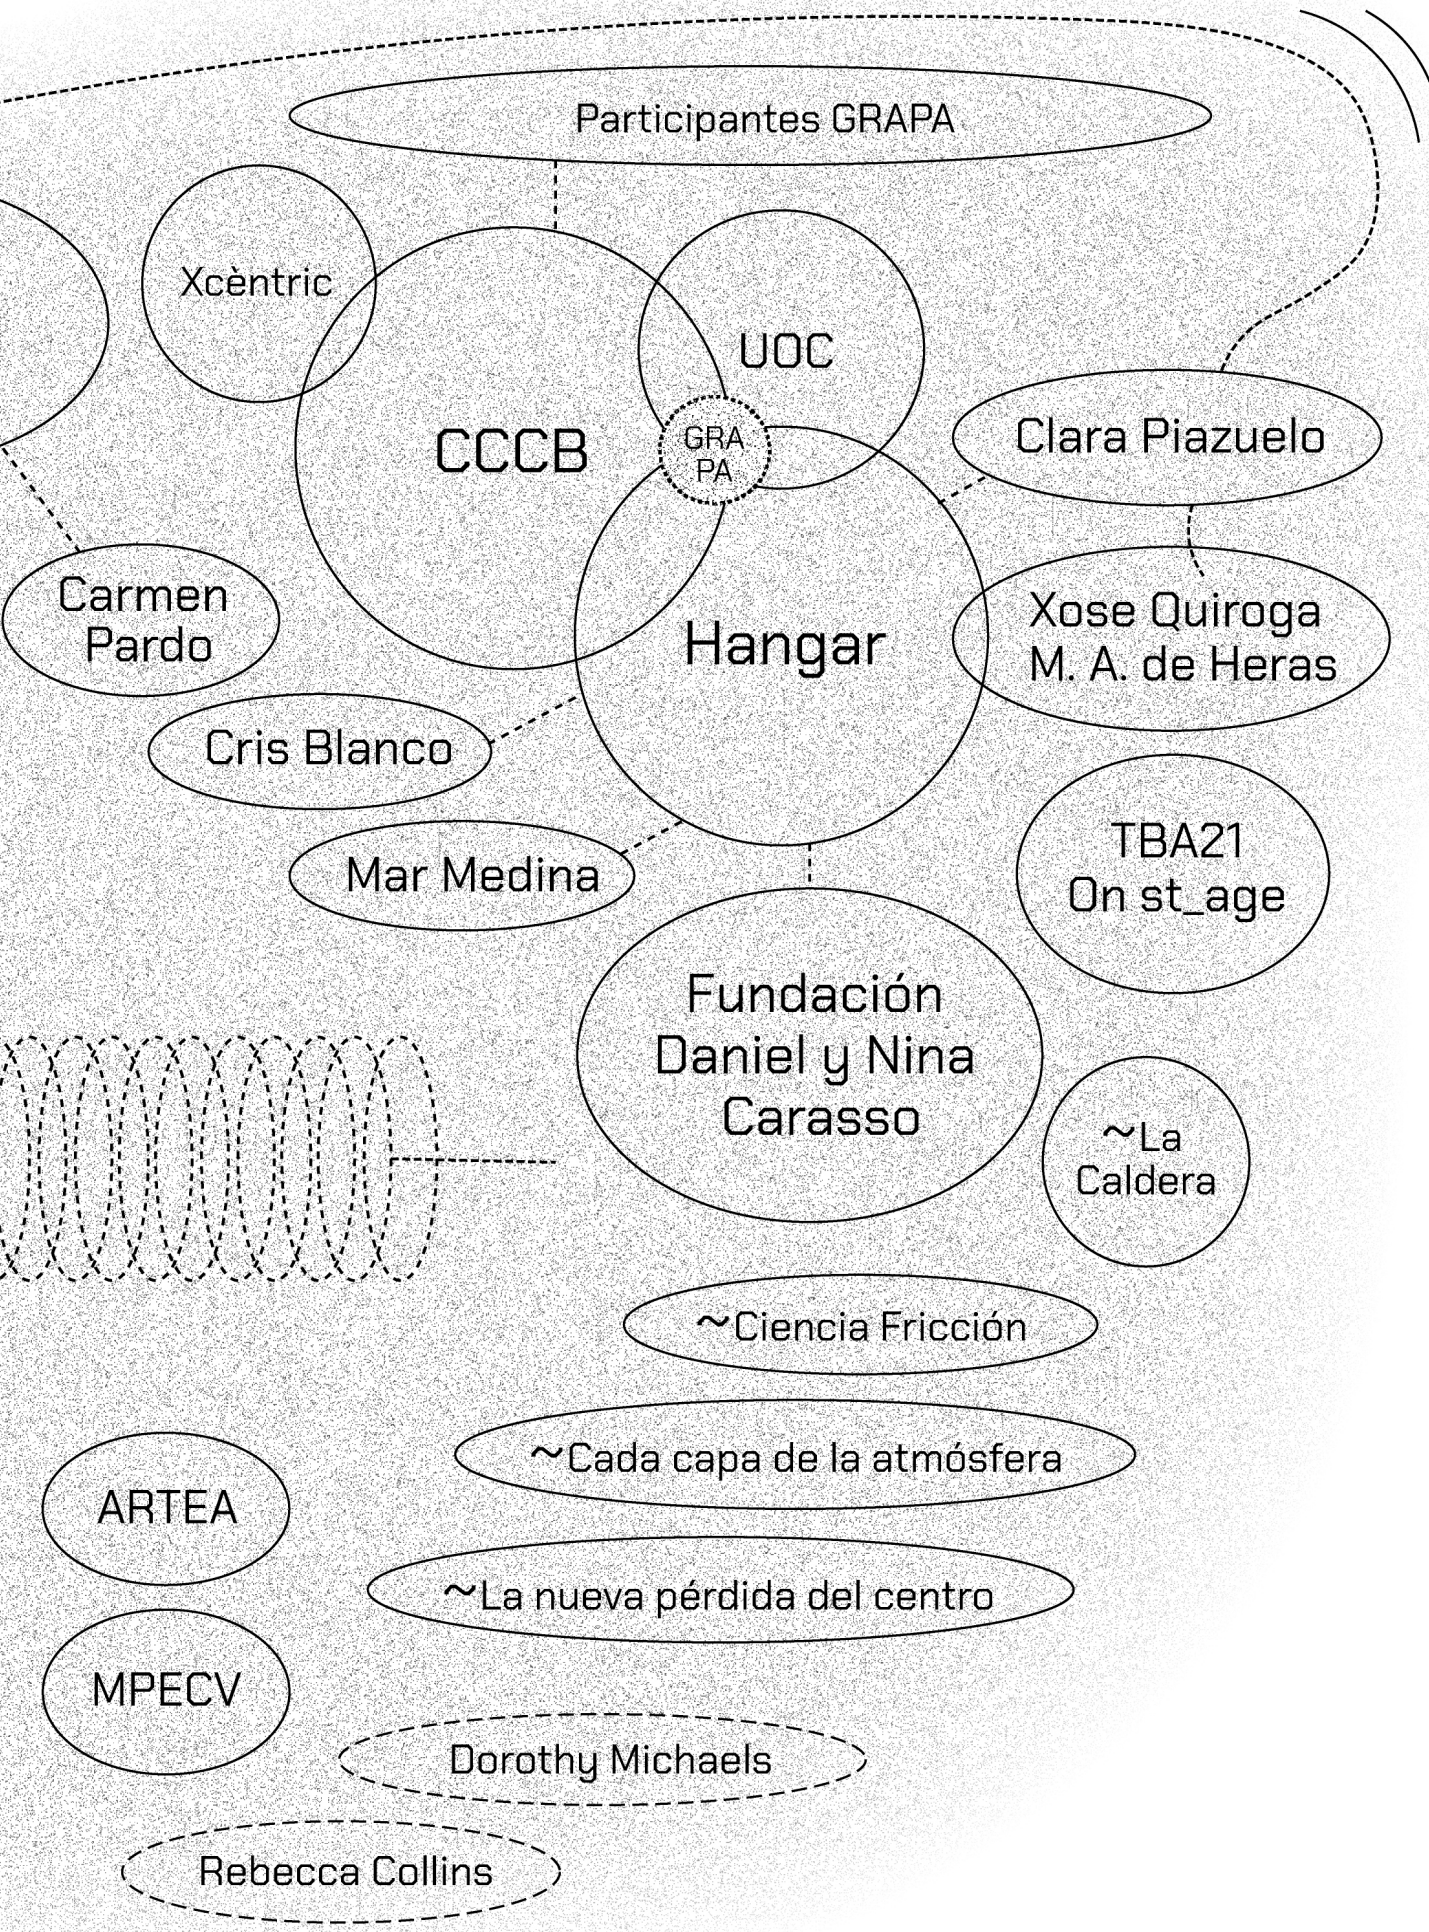 Participantes GRAPA
Xcèntric
UOC
CCCB
GRA
PA
Clara Piazuelo
Carmen
Pardo
Xose Quiroga
M. A. de Heras
Hangar
Cris Blanco
Mar Medina
TBA21
On st_age
Fundación
Daniel y Nina
Carasso
~La
Caldera
~Ciencia Fricción
~Cada capa de la atmósfera
ARTEA
~La nueva pérdida del centro
MPECV
Dorothy Michaels
Rebecca Collins